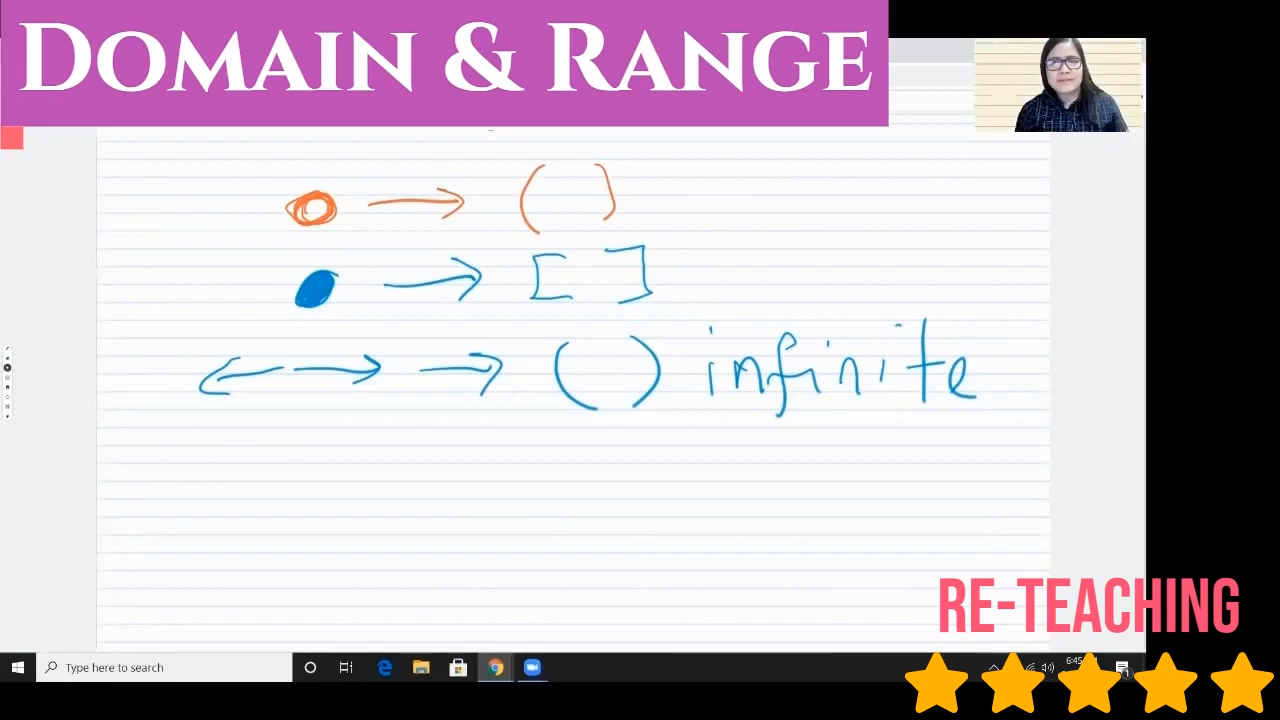 DOMAIN & RANGE
→ ( )
→ [ ]
← → → ( ) infinite
RE-TEACHING
Type here to search